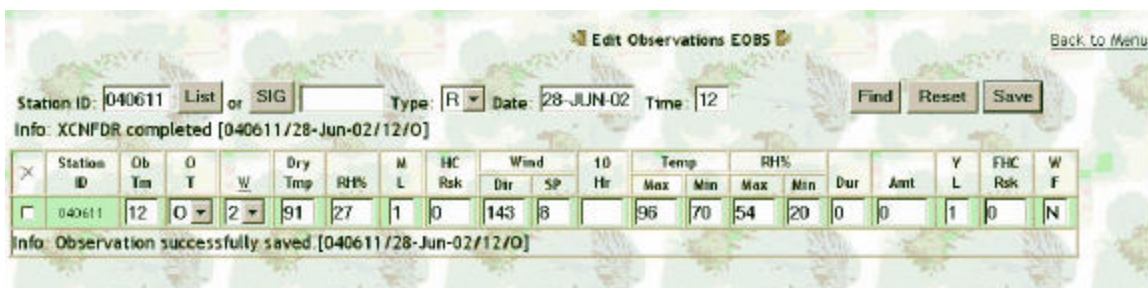 Edit Observations EOBS
Back to Menu
Station ID: 040611 List or SIG Type: R Date: 28-JUN-02 Time: 12 Find Reset Save
Info: XCNFDR completed [040611/28-Jun-02/12/O]
X Station ID Ob Tm O T W Dry Tmp RH% M L HC Rsk Wind Dir SP 10 Hr Temp Max Min RH% Max Min Dur Amt Y L FHC Rsk W F
040611 12 O 2 91 27 1 0 143 8 96 70 54 20 0 0 1 0 N
Info: Observation successfully saved.[040611/28-Jun-02/12/O]